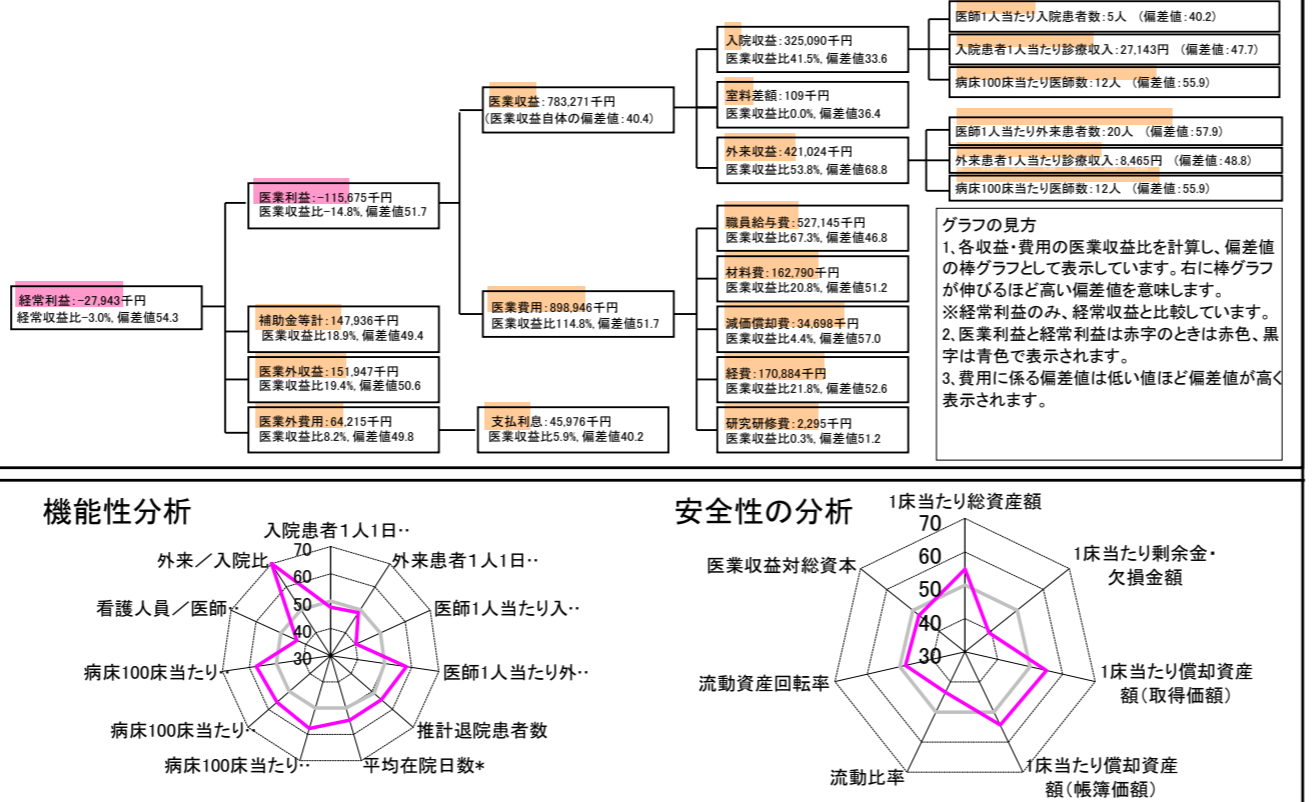 医師1人当たり入院患者数:5人 (偏差値:40.2)
入院収益:325,090千円
医業収益比41.5%, 偏差値33.6
入院患者1人当たり診療収入:27,143円 (偏差値:47.7)
病床100床当たり医師数:12人 (偏差値:55.9)
医業収益:783,271千円
(医業収益自体の偏差値:40.4)
室料差額:109千円
医業収益比0.0%, 偏差値36.4
医師1人当たり外来患者数:20人 (偏差値:57.9)
外来収益:421,024千円
医業収益比53.8%, 偏差値68.8
外来患者1人当たり診療収入:8,465円 (偏差値:48.8)
病床100床当たり医師数:12人 (偏差値:55.9)
医業利益:-115,675千円
医業収益比-14.8%, 偏差値51.7
職員給与費:527,145千円
医業収益比67.3%, 偏差値46.8
材料費:162,790千円
医業収益比20.8%, 偏差値51.2
経常利益:-27,943千円
経常収益比-3.0%, 偏差値54.3
医業費用:898,946千円
医業収益比114.8%, 偏差値51.7
補助金等計:147,936千円
医業収益比18.9%, 偏差値49.4
減価償却費:34,698千円
医業収益比4.4%, 偏差値57.0
医業外収益:151,947千円
医業収益比19.4%, 偏差値50.6
経費:170,884千円
医業収益比21.8%, 偏差値52.6
医業外費用:64,215千円
医業収益比8.2%, 偏差値49.8
支払利息:45,976千円
医業収益比5.9%, 偏差値40.2
研究研修費:2,295千円
医業収益比0.3%, 偏差値51.2
グラフの見方
1、各収益・費用の医業収益比を計算し、偏差値
の棒グラフとして表示しています。右に棒グラフ
が伸びるほど高い偏差値を意味します。
※経常利益のみ、経常収益と比較しています。
2、医業利益と経常利益は赤字のときは赤色、黒
字は青色で表示されます。
3、費用に係る偏差値は低い値ほど偏差値が高く
表示されます。
機能性分析
入院患者1人1日‥
外来患者1人1日‥
医師1人当たり入‥
医師1人当たり外‥
推計退院患者数
平均在院日数*
病床100床当たり‥
病床100床当たり‥
病床100床当たり‥
看護人員／医師‥
外来／入院比
70
60
50
40
30
安全性の分析
1床当たり総資産額
1床当たり剰余金・
欠損金額
1床当たり償却資産
額(取得価額)
1床当たり償却資産
額(帳簿価額)
流動比率
流動資産回転率
医業収益対総資本
70
60
50
40
30